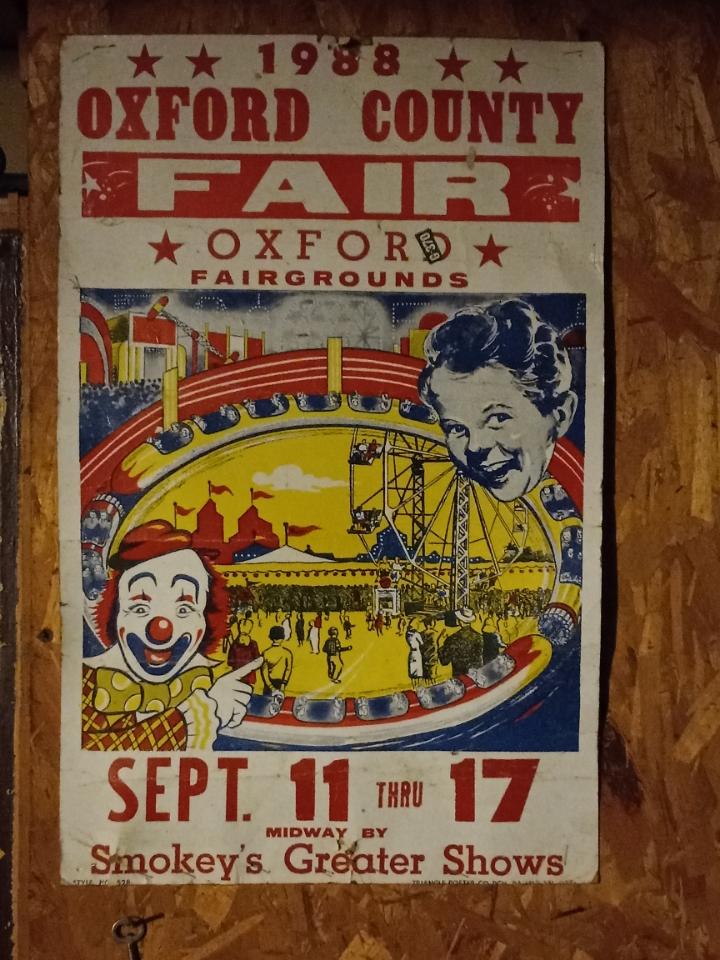 1988
OXFORD COUNTY
FAIR
OXFORD
FAIRGROUNDS
SEPT. 11 THRU 17
MIDWAY BY
Smokey's Greater Shows